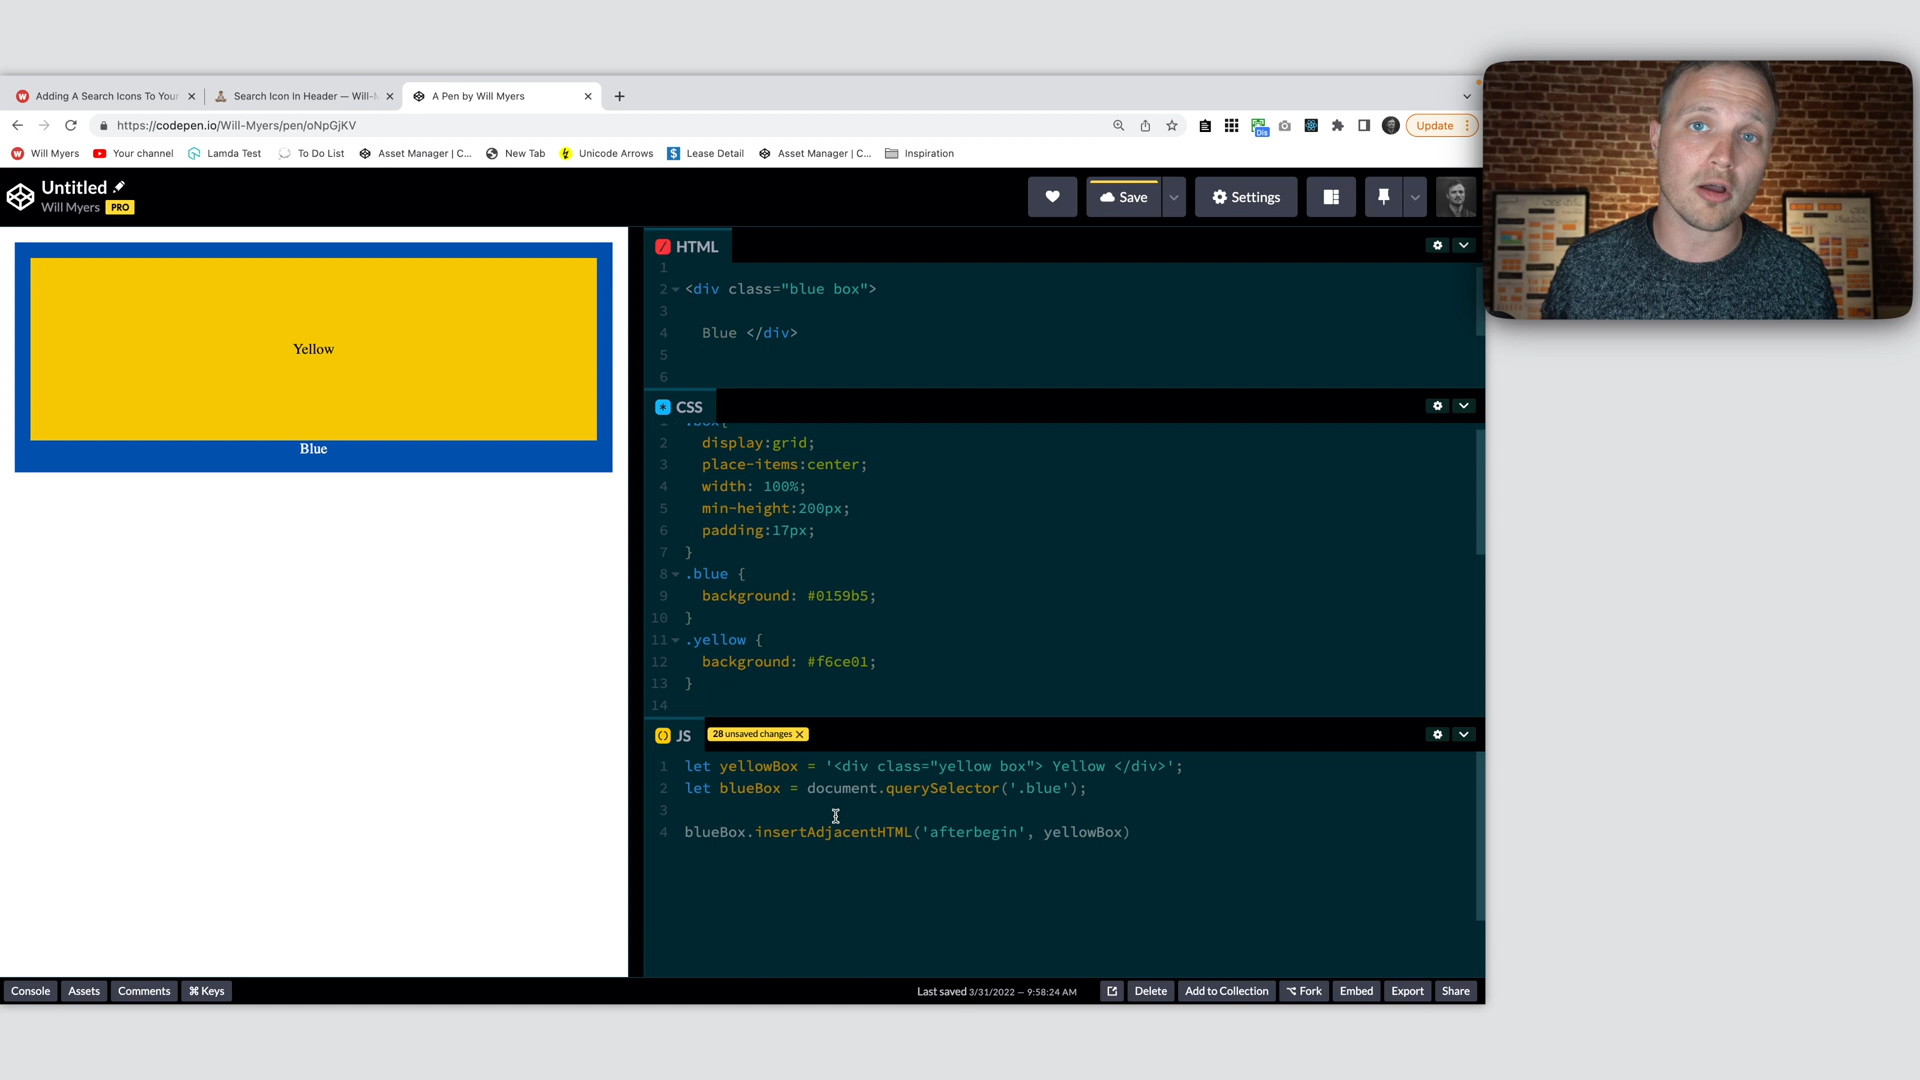 Adding A Search Icons To Your
Search Icon In Header — Will-M
A Pen by Will Myers
https://codepen.io/Will-Myers/pen/oNpGjKV
Dis
Update
Will Myers
Your channel
Lamda Test
To Do List
Asset Manager | C...
New Tab
Unicode Arrows
Lease Detail
Asset Manager | C...
Inspiration
Untitled
Will Myers PRO
Save
Settings
Yellow
Blue
HTML
1
2 <div class="blue box">
3
4 Blue </div>
5
6
CSS
1 .box{
2 display:grid;
3 place-items:center;
4 width: 100%;
5 min-height:200px;
6 padding:17px;
7 }
8 .blue {
9 background: #0159b5;
10 }
11 .yellow {
12 background: #f6ce01;
13 }
14
JS 28 unsaved changes X
1 let yellowBox = '<div class="yellow box"> Yellow </div>';
2 let blueBox = document.querySelector('.blue');
3
4 blueBox.insertAdjacentHTML('afterbegin', yellowBox)
Console
Assets
Comments
⌘ Keys
Last saved 3/31/2022 — 9:58:24 AM
Delete
Add to Collection
Fork
Embed
Export
Share